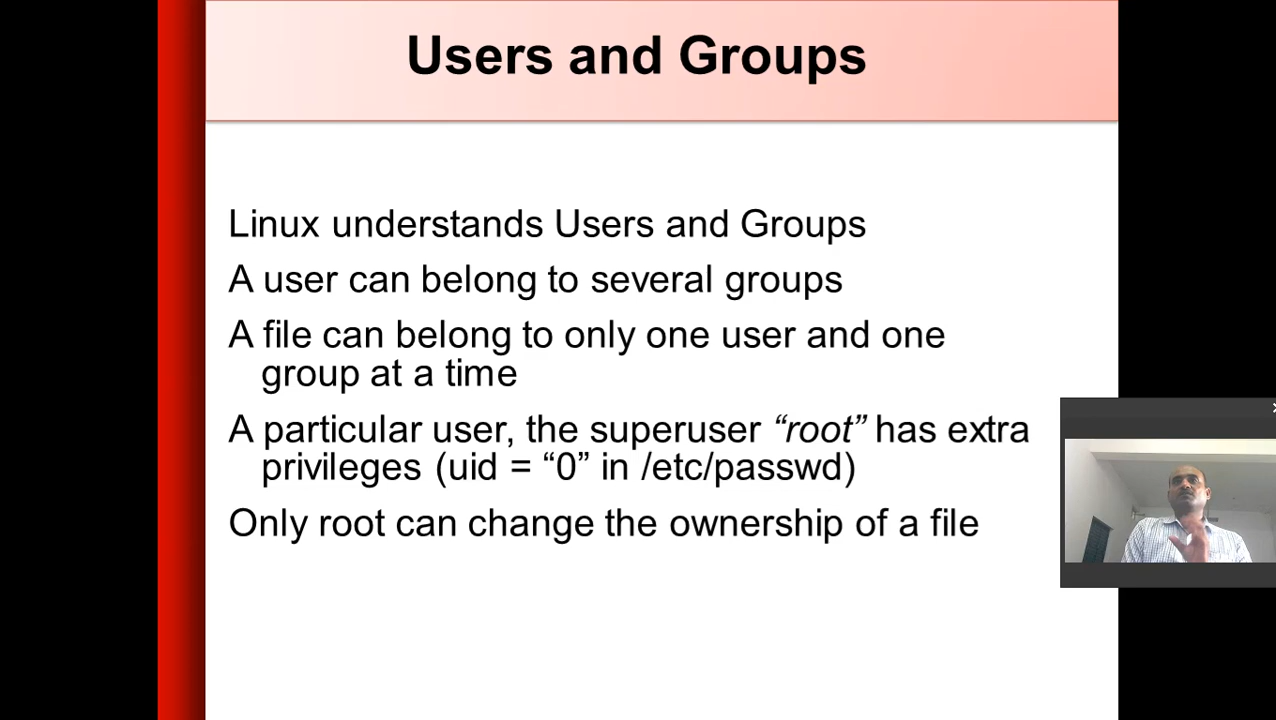 Users and Groups
Linux understands Users and Groups
A user can belong to several groups
A file can belong to only one user and one
group at a time
A particular user, the superuser “root” has extra
privileges (uid = “0” in /etc/passwd)
Only root can change the ownership of a file